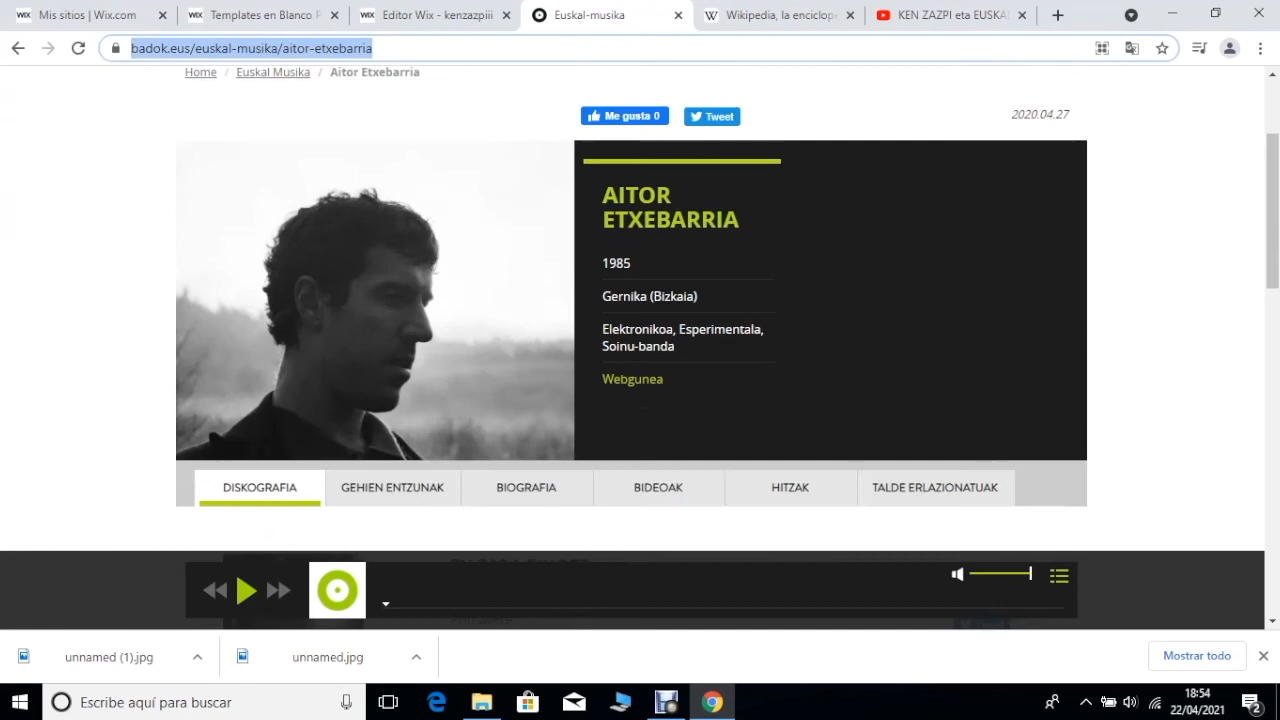 Mis sitios | Wix.com
Templates en Blanco P
Editor Wix - kenzazpiii
Euskal-musika
Wikipedia, la enciclop
KEN ZAZPI eta EUSKAL
badok.eus/euskal-musika/aitor-etxebarria
Home / Euskal Musika / Aitor Etxebarria
Me gusta 0
Tweet
2020.04.27
AITOR
ETXEBARRIA
1985
Gernika (Bizkaia)
Elektronikoa, Esperimentala,
Soinu-banda
Webgunea
DISKOGRAFIA
GEHIEN ENTZUNAK
BIOGRAFIA
BIDEOAK
HITZAK
TALDE ERLAZIONATUAK
unnamed (1).jpg
unnamed.jpg
Mostrar todo
Escribe aquí para buscar
18:54
22/04/2021
2